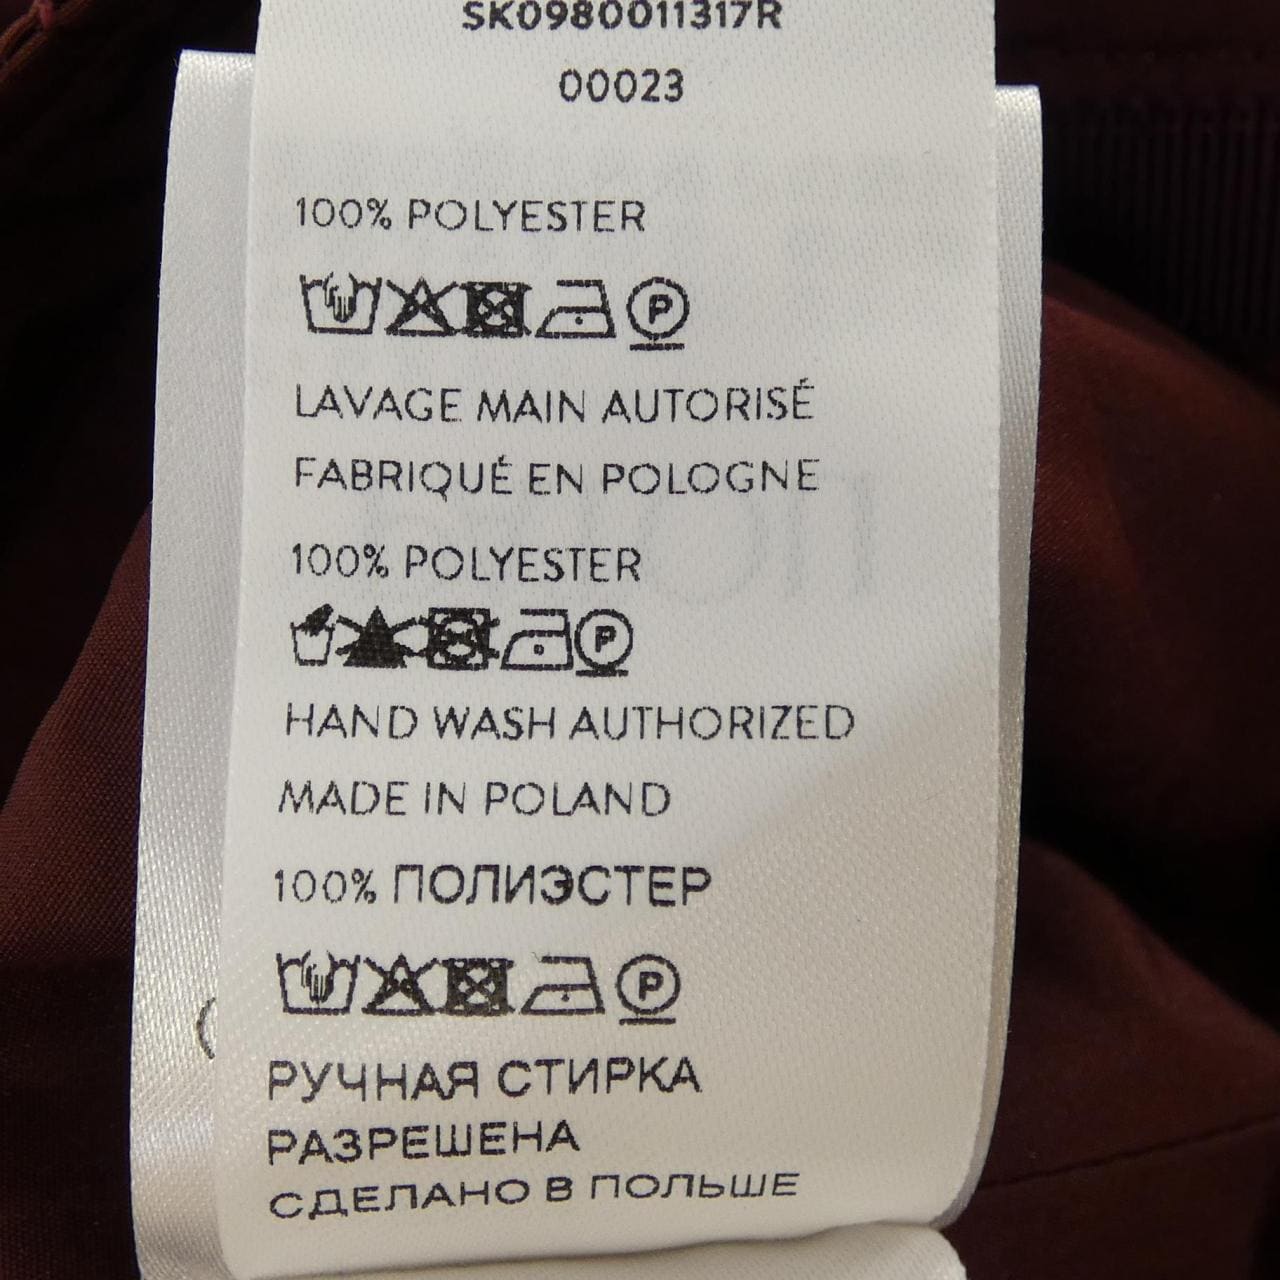 SK0980011317R
00023
100% POLYESTER
P
LAVAGE MAIN AUTORISÉ
FABRIQUÉ EN POLOGNE
100% POLYESTER
P
HAND WASH AUTHORIZED
MADE IN POLAND
100% ПОЛИЭСТЕР
P
РУЧНАЯ СТИРКА
РАЗРЕШЕНА
СДЕЛАНО В ПОЛЬШЕ